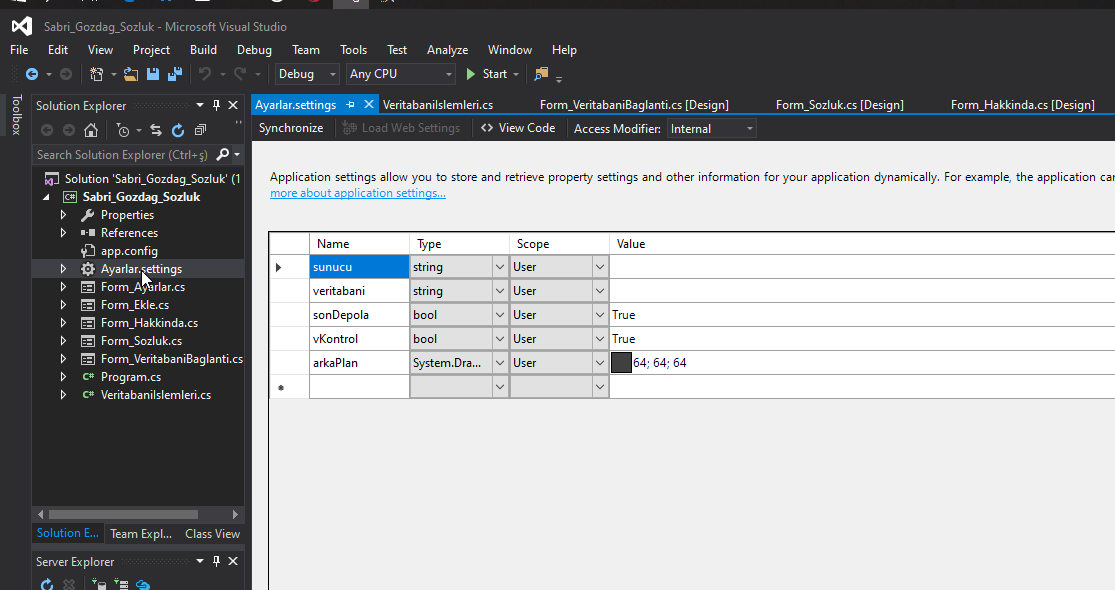 Sabri_Gozdag_Sozluk - Microsoft Visual Studio
File Edit View Project Build Debug Team Tools Test Analyze Window Help
Debug Any CPU Start
Toolbox
Solution Explorer
Search Solution Explorer (Ctrl+ş)
Solution 'Sabri_Gozdag_Sozluk' (1
C# Sabri_Gozdag_Sozluk
Properties
References
app.config
Ayarlar.settings
Form_Ayarlar.cs
Form_Ekle.cs
Form_Hakkinda.cs
Form_Sozluk.cs
Form_VeritabaniBaglanti.cs
C# Program.cs
C# VeritabaniIslemleri.cs
Solution E... Team Expl... Class View
Server Explorer
Ayarlar.settings VeritabaniIslemleri.cs Form_VeritabaniBaglanti.cs [Design] Form_Sozluk.cs [Design] Form_Hakkinda.cs [Design]
Synchronize Load Web Settings View Code Access Modifier: Internal
Application settings allow you to store and retrieve property settings and other information for your application dynamically. For example, the application car
more about application settings...
Name Type Scope Value
sunucu string User
veritabani string User
sonDepola bool User True
vKontrol bool User True
arkaPlan System.Dra... User 64; 64; 64